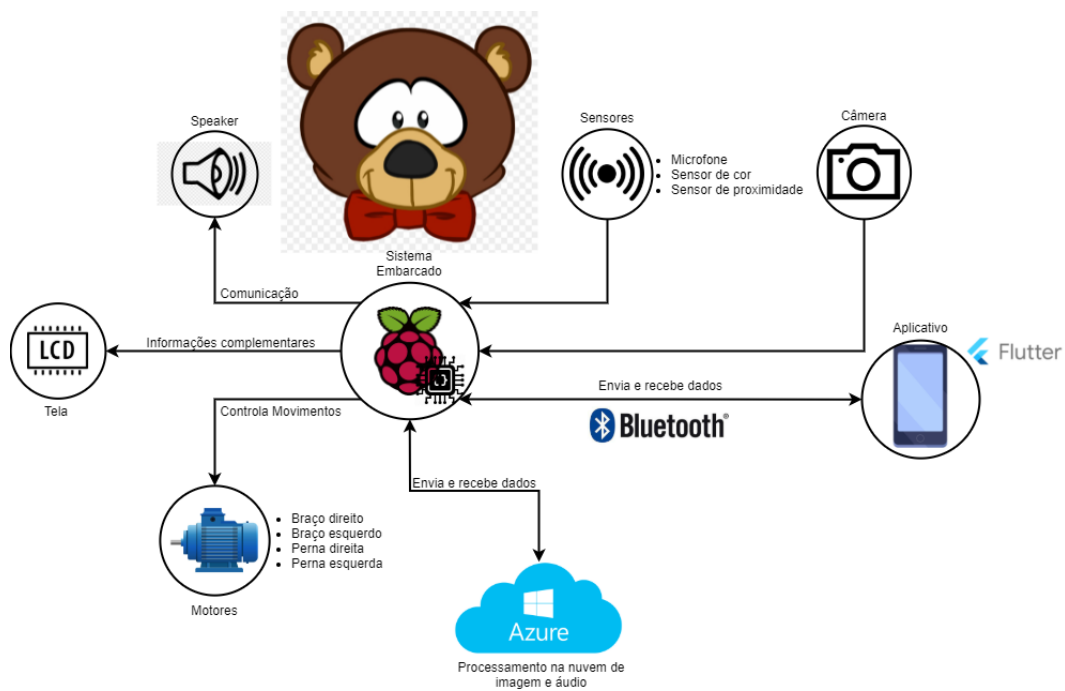 Speaker
Sensores
Câmera
Microfone
Sensor de cor
Sensor de proximidade
Sistema
Embarcado
Comunicação
LCD
Informações complementares
Tela
Aplicativo
Flutter
Envia e recebe dados
Bluetooth®
Controla Movimentos
Envia e recebe dados
Braço direito
Braço esquerdo
Perna direita
Perna esquerda
Motores
Azure
Processamento na nuvem de
imagem e áudio